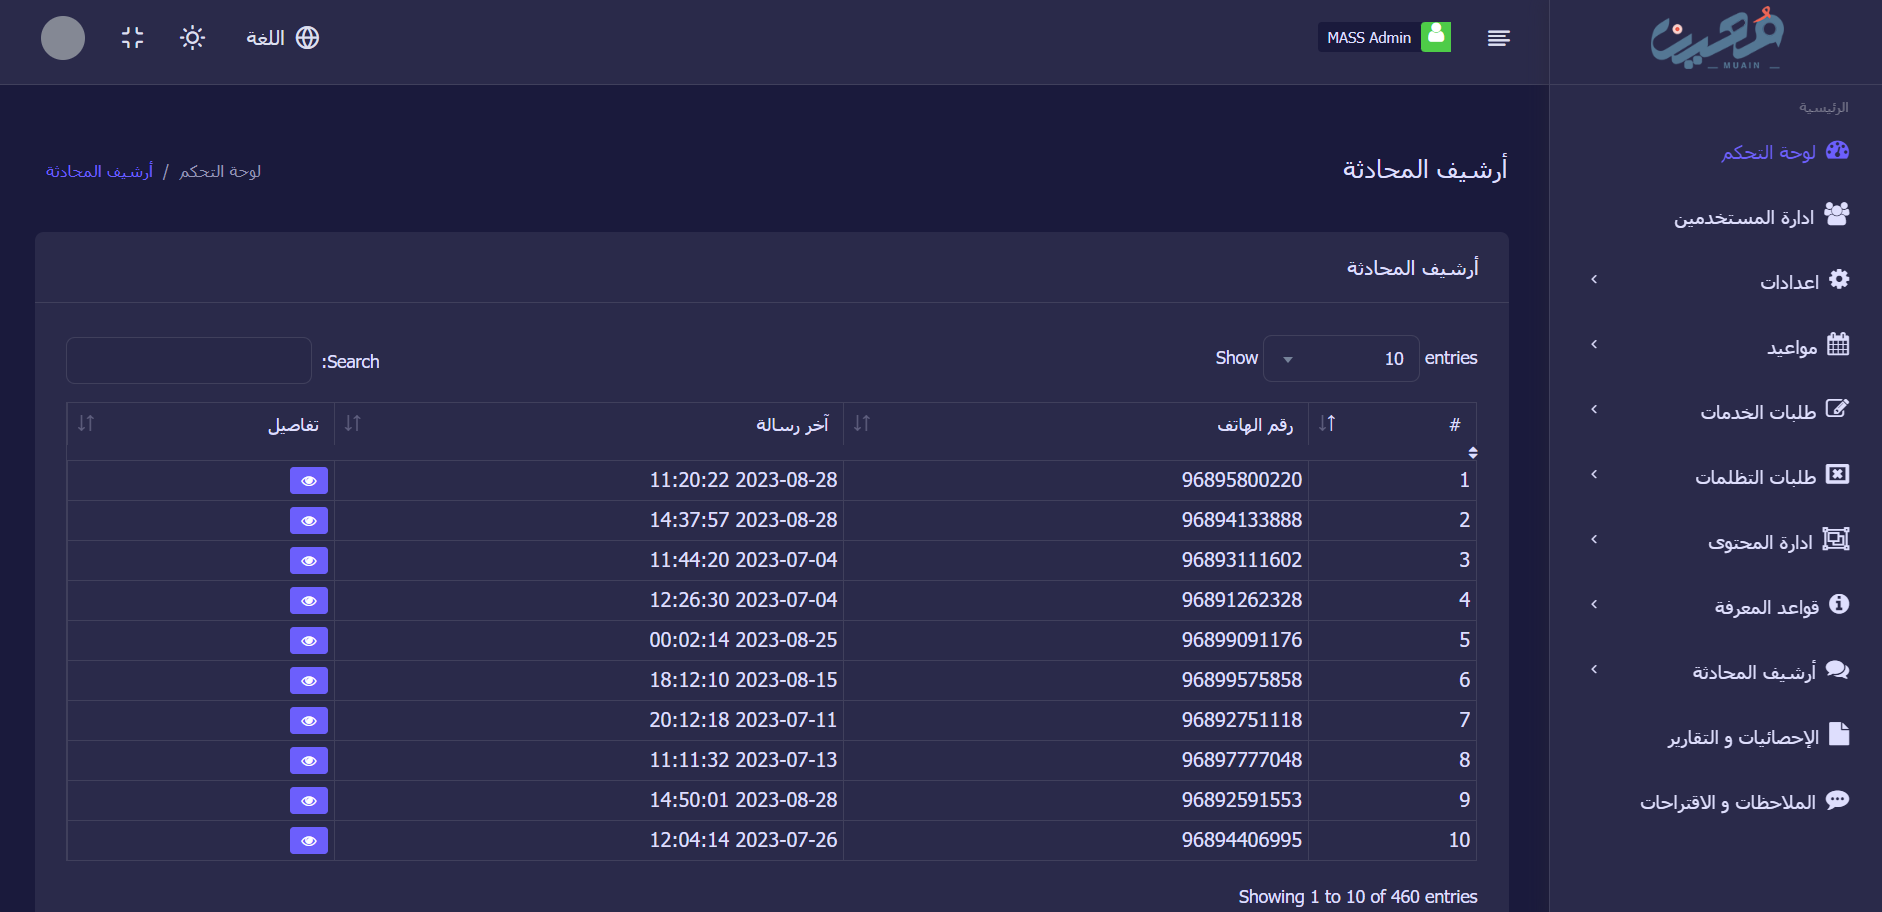 مُعين
MUAIN
MASS Admin
اللغة
الرئيسية
لوحة التحكم
ادارة المستخدمين
اعدادات
مواعيد
طلبات الخدمات
طلبات التظلمات
ادارة المحتوى
قواعد المعرفة
أرشيف المحادثة
الإحصائيات و التقارير
الملاحظات و الاقتراحات
أرشيف المحادثة
لوحة التحكم / أرشيف المحادثة
أرشيف المحادثة
Show 10 entries
Search:
# رقم الهاتف آخر رسالة تفاصيل
1 96895800220 2023-08-28 11:20:22
2 96894133888 2023-08-28 14:37:57
3 96893111602 2023-07-04 11:44:20
4 96891262328 2023-07-04 12:26:30
5 96899091176 2023-08-25 00:02:14
6 96899575858 2023-08-15 18:12:10
7 96892751118 2023-07-11 20:12:18
8 96897777048 2023-07-13 11:11:32
9 96892591553 2023-08-28 14:50:01
10 96894406995 2023-07-26 12:04:14
Showing 1 to 10 of 460 entries